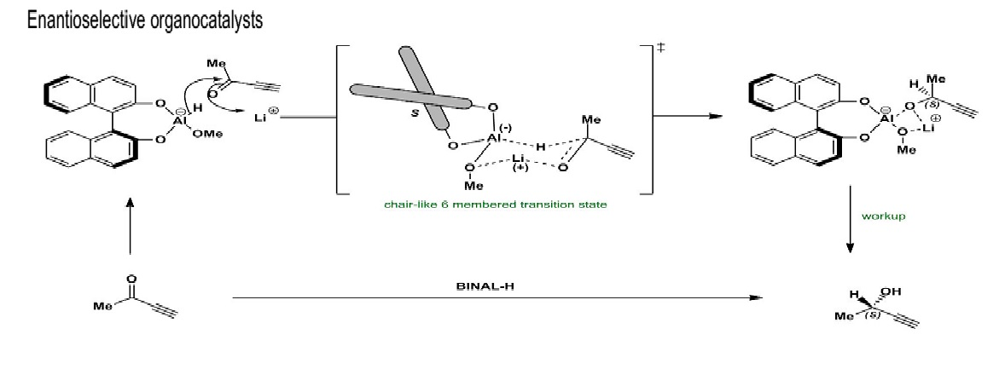 Enantioselective organocatalysts
Me
O
O
Al
⊖
H
O
OMe
Li ⊕
S
O
O
Al
(-)
H
Li
(+)
O
Me
Me
O
‡
chair-like 6 membered transition state
O
O
Al
⊖
O
H
Me
(S)
⊕
Li
O
Me
workup
O
Me
BINAL-H
H
OH
Me
(S)